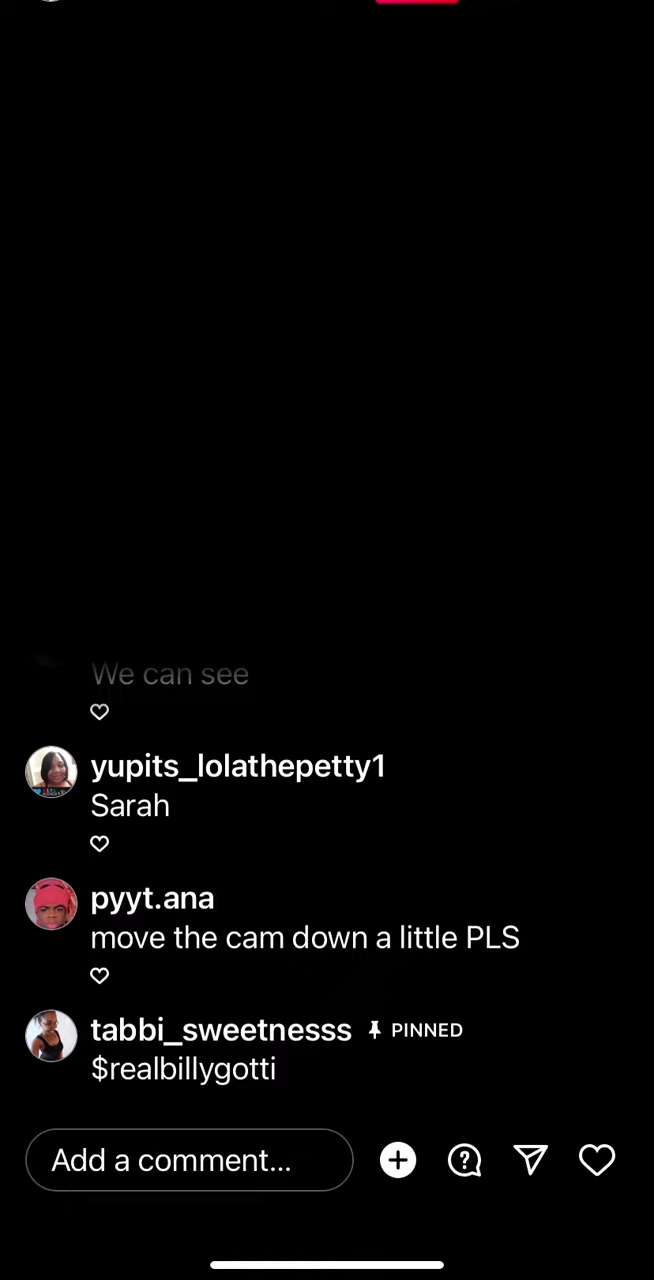 We can see
yupits_lolathepetty1
Sarah
pyyt.ana
move the cam down a little PLS
tabbi_sweetnesss PINNED
$realbillygotti
Add a comment...